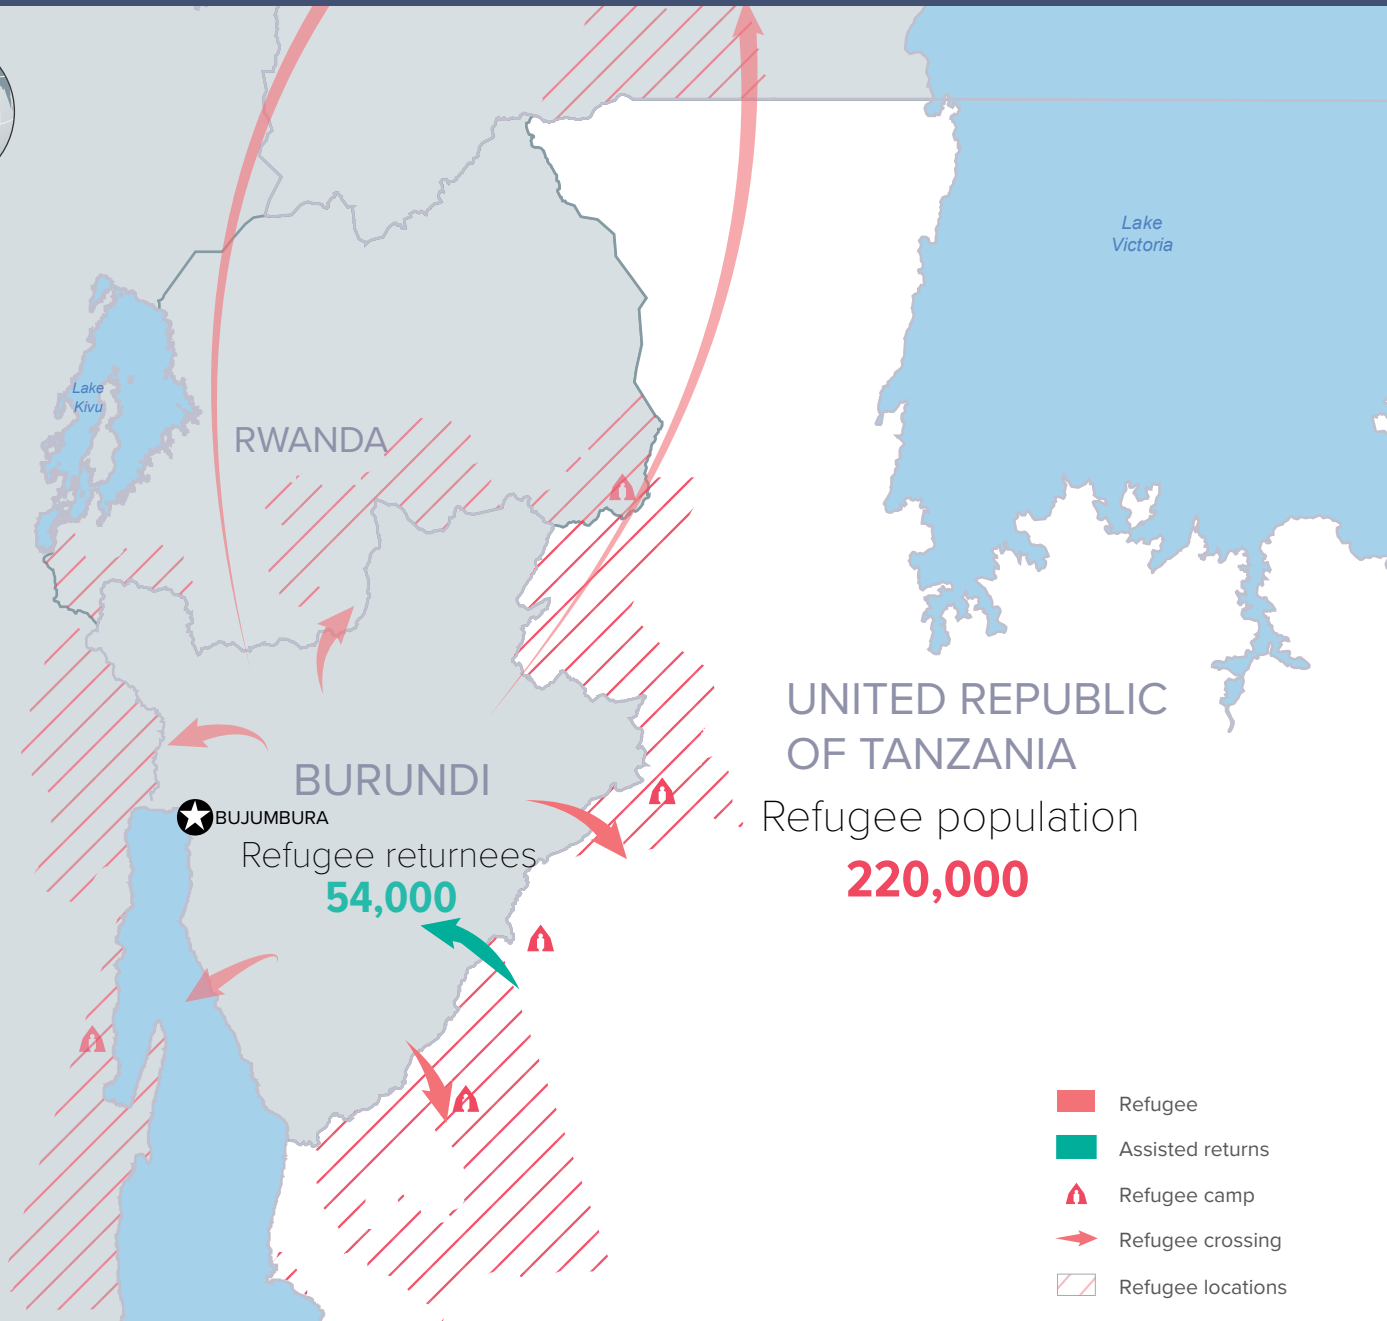 Lake
Victoria
Lake
Kivu
RWANDA
UNITED REPUBLIC
OF TANZANIA
BURUNDI
BUJUMBURA
Refugee population
220,000
Refugee returnees
54,000
Refugee
Assisted returns
Refugee camp
Refugee crossing
Refugee locations